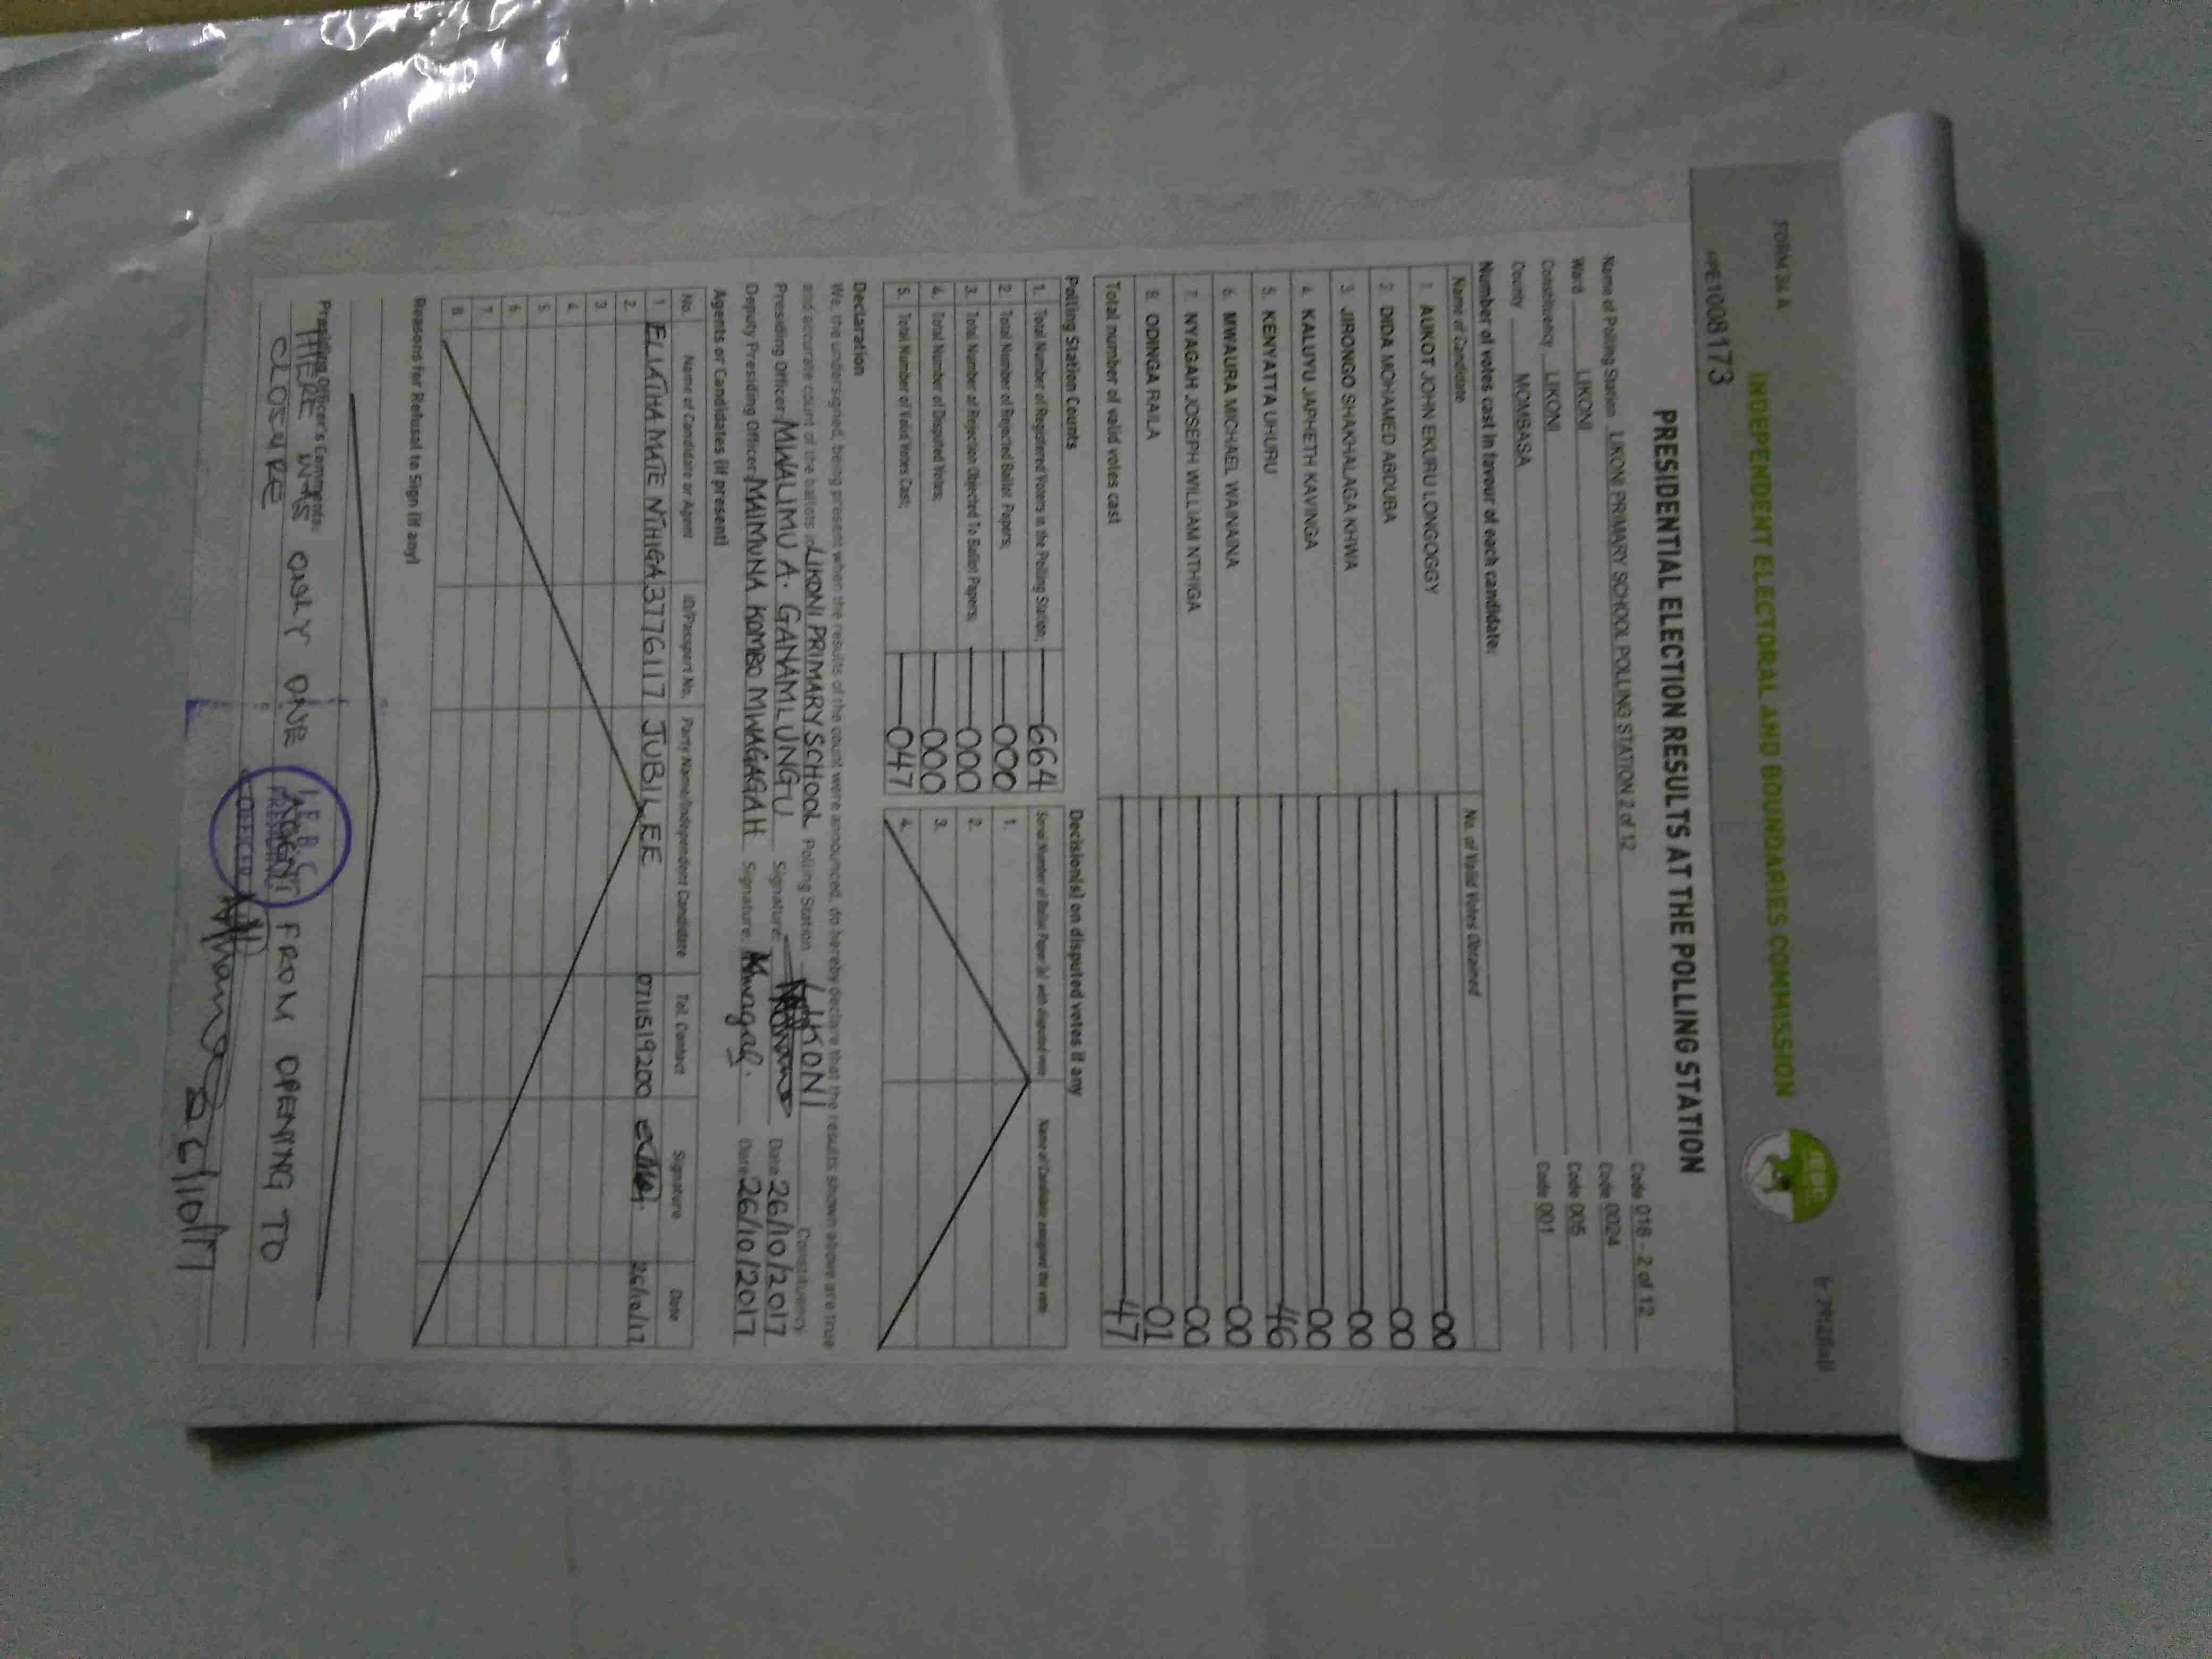 FORM 34 A
INDEPENDENT ELECTORAL AND BOUNDARIES COMMISSION
IEBC
PE1008173
PRESIDENTIAL ELECTION RESULTS AT THE POLLING STATION
Name of Polling Station LIKONI PRIMARY SCHOOL POLLING STATION 2 of 12 Code 018 - 2 of 12
Ward LIKONI Code 0024
Constituency LIKONI Code 005
County MOMBASA Code 001
Number of votes cast in favour of each candidate:
Name of Candidate No. of Valid Votes Obtained
1. AUKOT JOHN EKURU LONGOGGY 00
2. DIDA MOHAMED ABDUBA 00
3. JIRONGO SHAKHALAGA KHWA 00
4. KALUYU JAPHETH KAVINGA 00
5. KENYATTA UHURU 46
6. MWAURA MICHAEL WAINAINA 00
7. NYAGAH JOSEPH WILLIAM NTHIGA 00
8. ODINGA RAILA 01
Total number of valid votes cast 47
Polling Station Counts
1. Total Number of Registered Voters in the Polling Station; 664
2. Total Number of Rejected Ballot Papers; 000
3. Total Number of Rejection Objected To Ballot Papers; 000
4. Total Number of Disputed Votes; 000
5. Total Number of Valid Votes Cast; 047
Decision(s) on disputed votes if any
Serial Number of Ballot Paper (s) with disputed vote Name of Candidate assigned the vote
1.
2.
3.
4.
Declaration
We, the undersigned, being present when the results of the count were announced, do hereby declare that the results shown above are true
and accurate count of the ballots in LIKONI PRIMARY SCHOOL Polling Station LIKONI Constituency
Presiding Officer: MWALIMU A. GANAMLUNGU Signature: Date: 26/10/2017
Deputy Presiding Officer: MAIMUNA KOMBO MWAGAGAH Signature: Kmwagah. Date: 26/10/2017
Agents or Candidates (if present)
No. Name of Candidate or Agent ID/Passport No. Party Name/Independent Candidate Tel. Contact Signature Date
1 ELIATHA MATE NTHIGA 3776117 JUBILEE 0711519200 26/10/17
2.
3.
4.
5.
6.
7.
8.
Reasons for Refusal to Sign (if any)
Presiding Officer's Comments:
THERE WAS ONLY ONE AGENT FROM OPENING TO
CLOSURE
I.E.B.C
PRESIDING
OFFICER
26/10/17